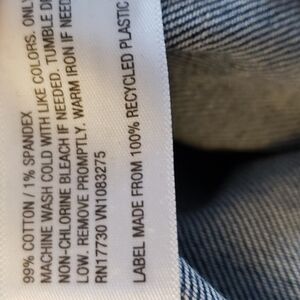 99% COTTON / 1% SPANDEX
MACHINE WASH COLD WITH LIKE COLORS. ONLY
NON-CHLORINE BLEACH IF NEEDED. TUMBLE DRY
LOW, REMOVE PROMPTLY. WARM IRON IF NEED
RN17730 VN1083275
LABEL MADE FROM 100% RECYCLED PLASTIC